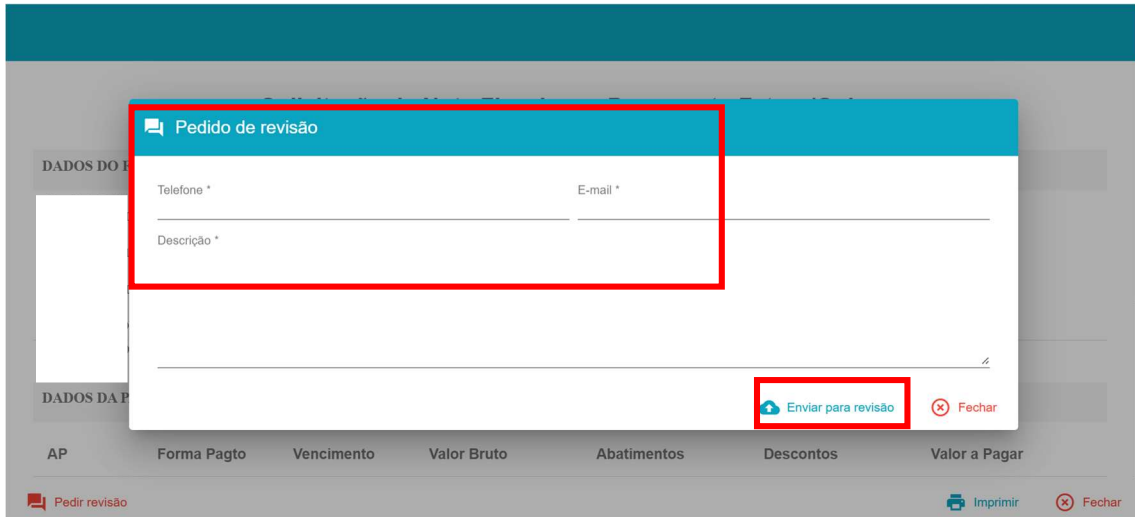 Pedido de revisão
DADOS DO
Telefone *
E-mail *
Descrição *
DADOS DA
Enviar para revisão
Fechar
AP Forma Pagto Vencimento Valor Bruto Abatimentos Descontos Valor a Pagar
Pedir revisão
Imprimir
Fechar